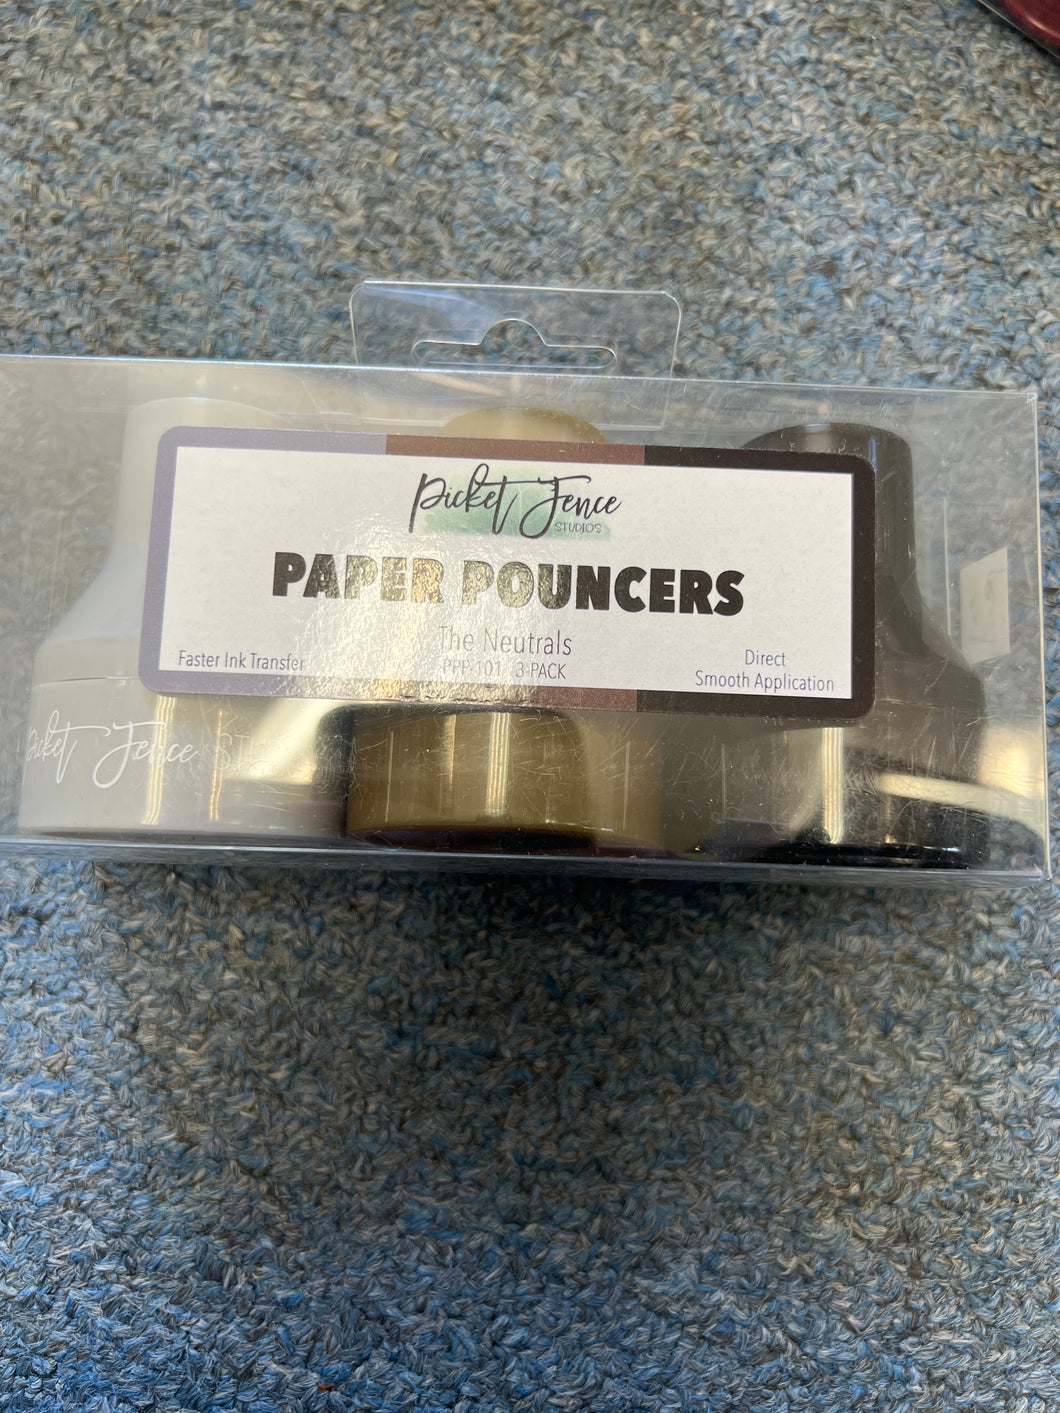 Picket Fence
STUDIOS
PAPER POUNCERS
The Neutrals
PPP-101 3-PACK
Faster Ink Transfer
Direct
Smooth Application
Picket Fence